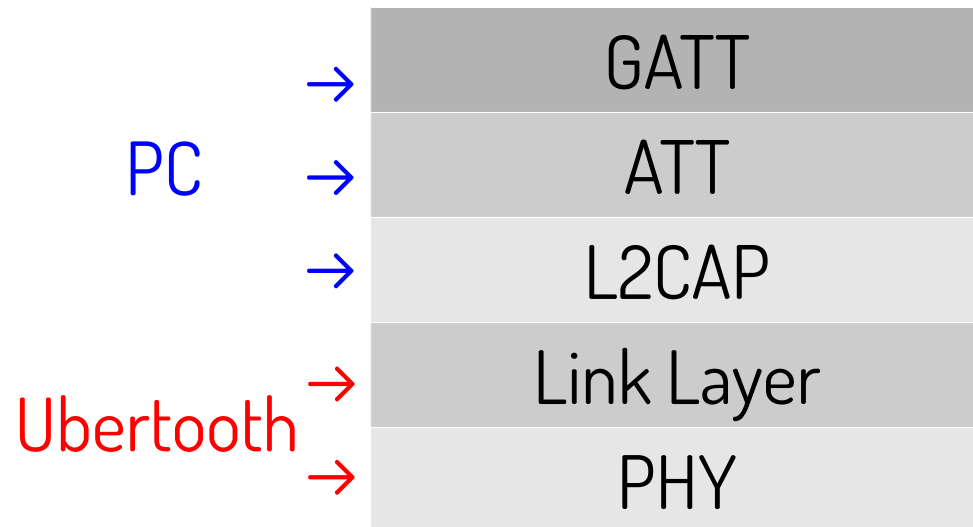 GATT
PC
ATT
L2CAP
Link Layer
Ubertooth
PHY